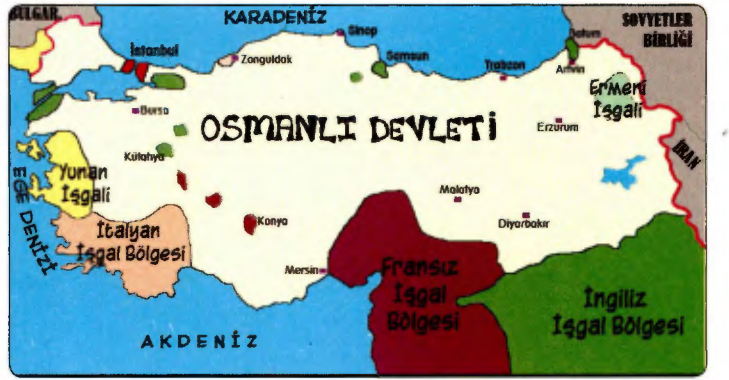 BULGAR.
KARADENİZ
SOVYETLER
BİRLİĞİ
Sinop
İstanbul
Zonguldak
Samsun
Trabzon
Batum
Artvin
Ermeni
İşgali
Bursa
OSMANLI DEVLETİ
Erzurum
İRAN
Kütahya
Yunan
İşgali
EGE DENİZİ
Malatya
Konya
Diyarbakır
İtalyan
İşgal Bölgesi
Mersin
Fransız
İşgal
Bölgesi
İngiliz
İşgal Bölgesi
AKDENİZ